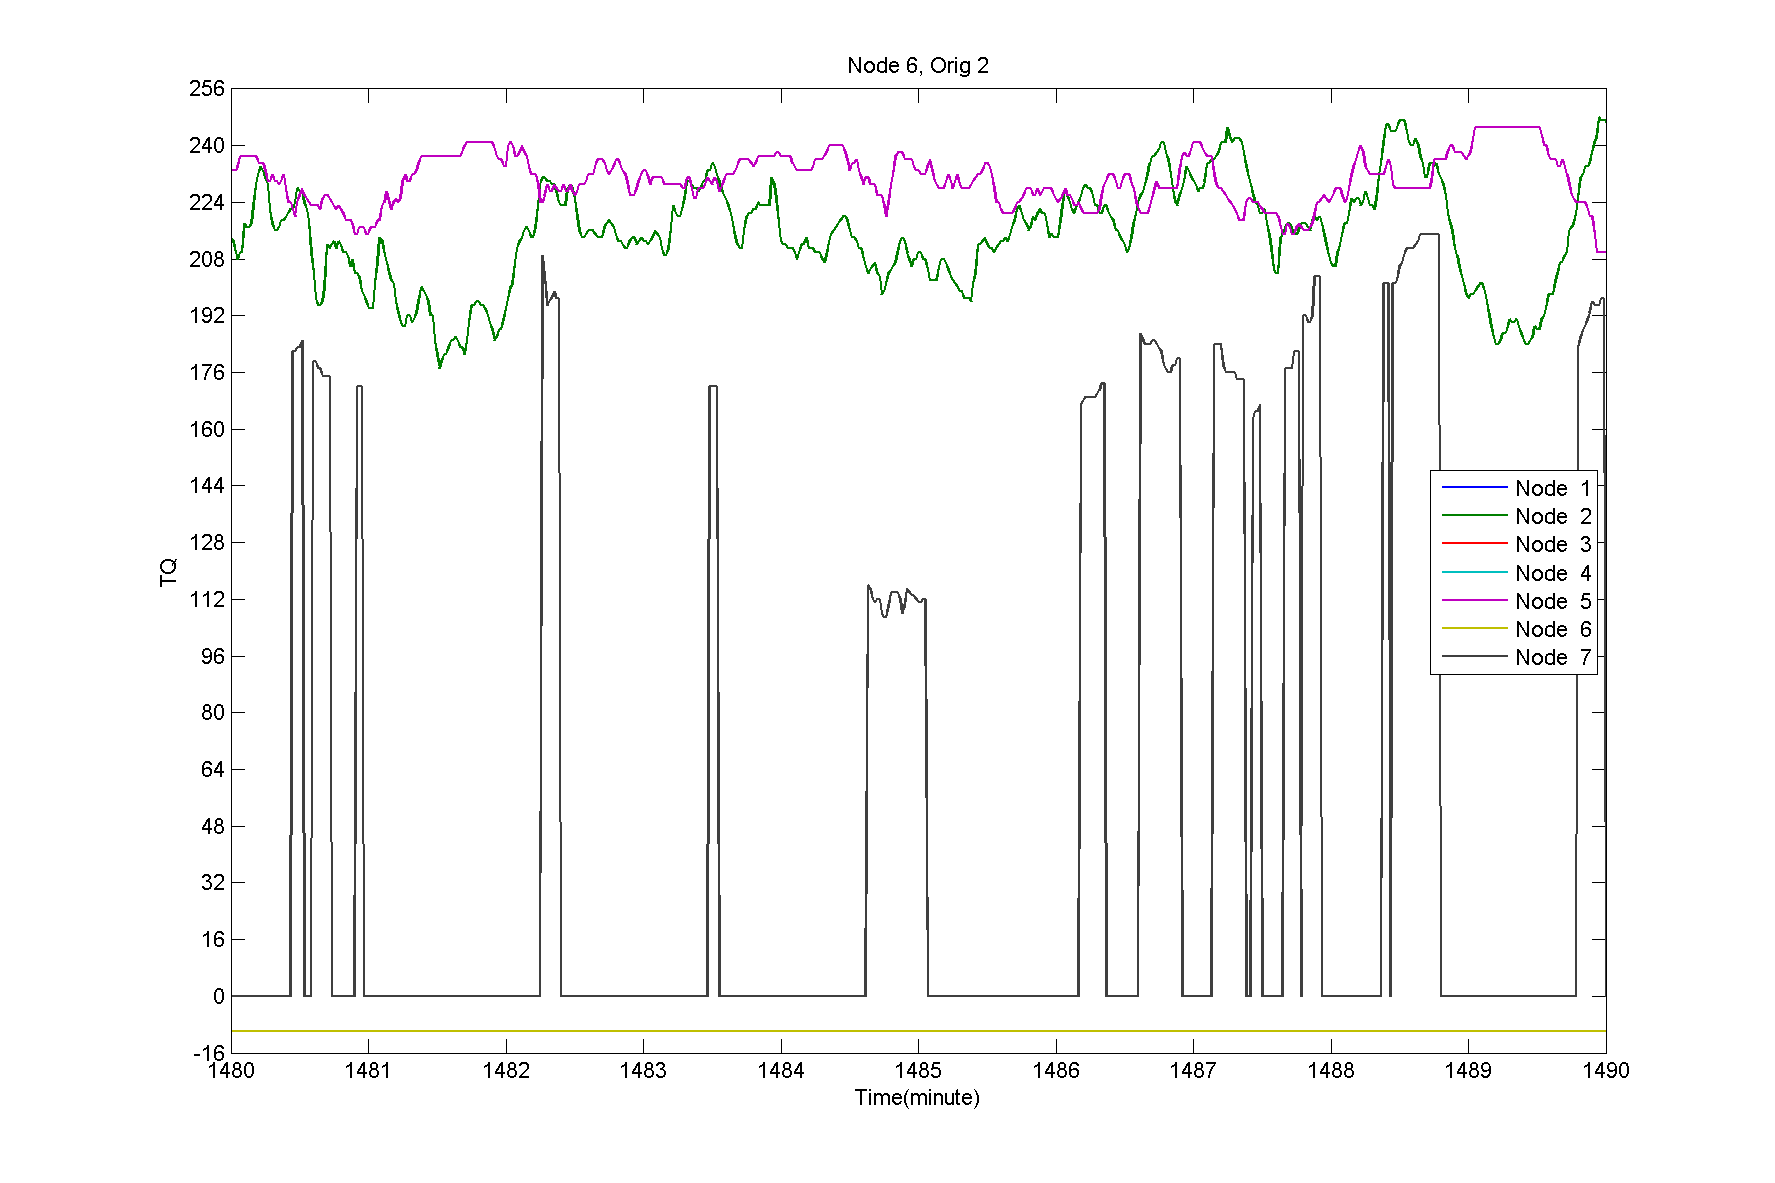 Node 6, Orig 2
256
240
224
208
192
176
160
144
128
112
96
80
64
48
32
16
0
-16
TQ
Node 1
Node 2
Node 3
Node 4
Node 5
Node 6
Node 7
1480 1481 1482 1483 1484 1485 1486 1487 1488 1489 1490
Time(minute)